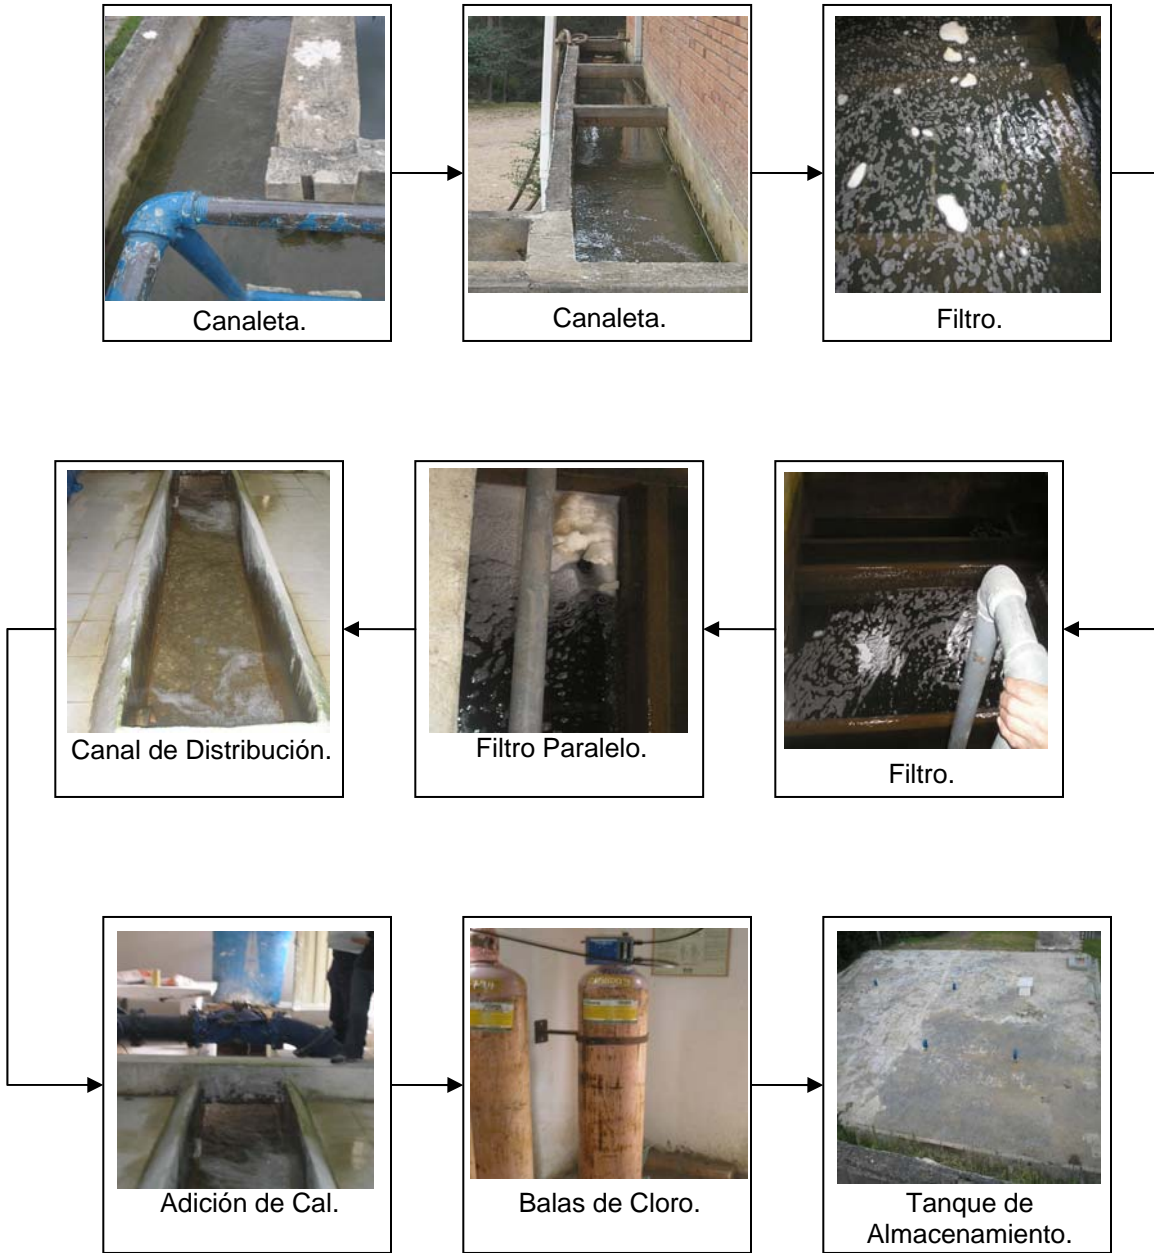 Canaleta.
Canaleta.
Filtro.
Canal de Distribución.
Filtro Paralelo.
Filtro.
Adición de Cal.
Balas de Cloro.
Tanque de
Almacenamiento.